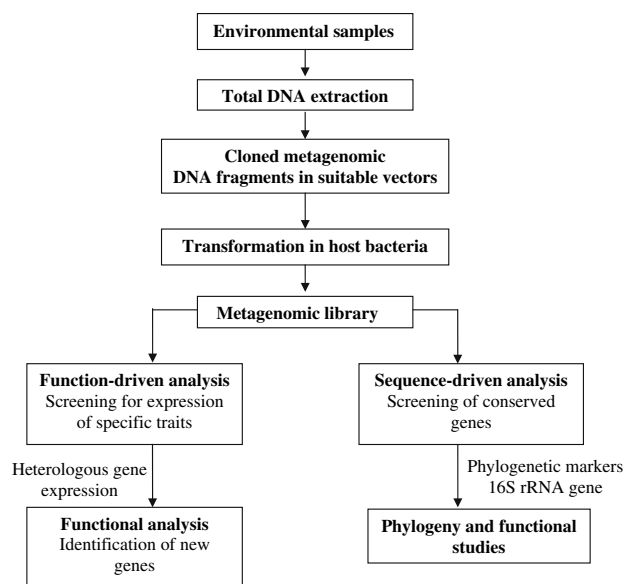 Environmental samples
Total DNA extraction
Cloned metagenomic
DNA fragments in suitable vectors
Transformation in host bacteria
Metagenomic library
Function-driven analysis
Screening for expression
of specific traits
Sequence-driven analysis
Screening of conserved
genes
Heterologous gene
expression
Phylogenetic markers
16S rRNA gene
Functional analysis
Identification of new
genes
Phylogeny and functional
studies